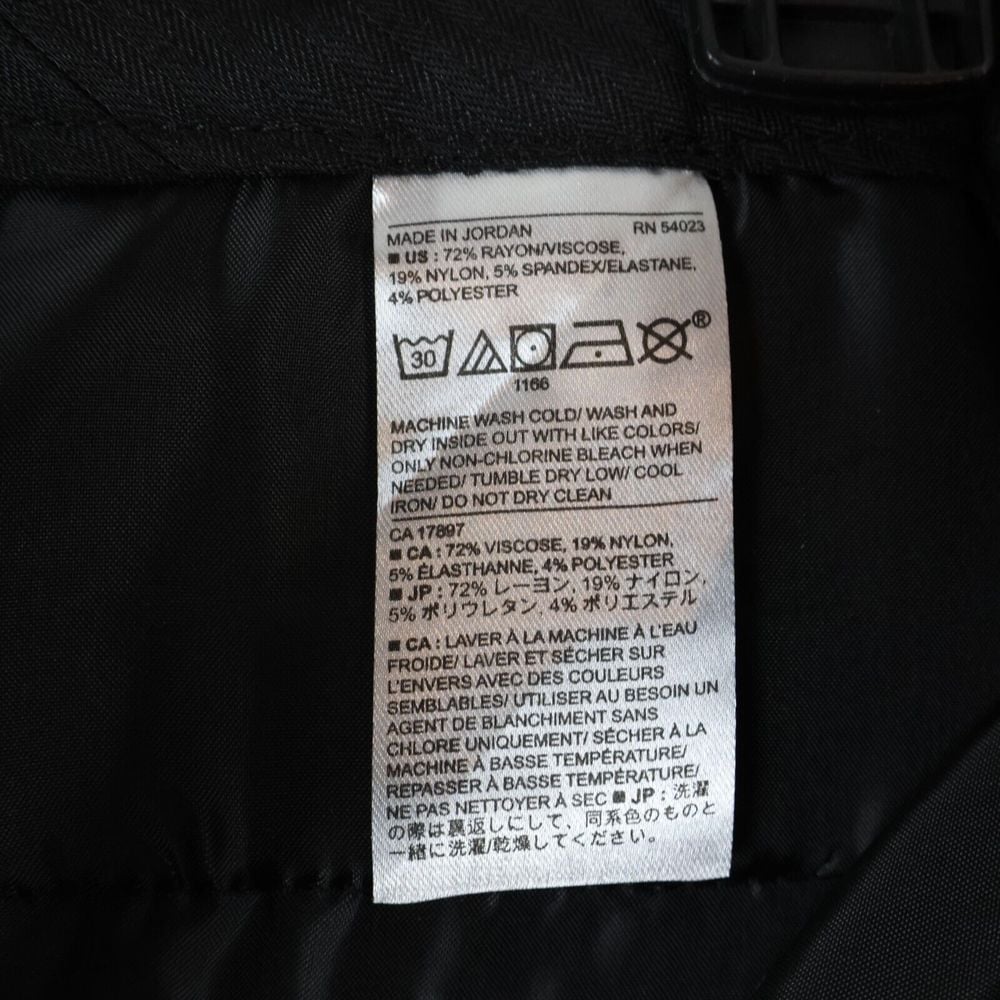 MADE IN JORDAN RN 54023
■ US : 72% RAYON/VISCOSE,
19% NYLON, 5% SPANDEX/ELASTANE,
4% POLYESTER
30 ®
1166
MACHINE WASH COLD/ WASH AND
DRY INSIDE OUT WITH LIKE COLORS/
ONLY NON-CHLORINE BLEACH WHEN
NEEDED/ TUMBLE DRY LOW/ COOL
IRON/ DO NOT DRY CLEAN
CA 17897
■ CA : 72% VISCOSE, 19% NYLON,
5% ÉLASTHANNE, 4% POLYESTER
■ JP : 72% レーヨン, 19% ナイロン,
5% ポリウレタン, 4% ポリエステル
■ CA : LAVER À LA MACHINE À L'EAU
FROIDE/ LAVER ET SÉCHER SUR
L'ENVERS AVEC DES COULEURS
SEMBLABLES/ UTILISER AU BESOIN UN
AGENT DE BLANCHIMENT SANS
CHLORE UNIQUEMENT/ SÉCHER À LA
MACHINE À BASSE TEMPÉRATURE/
REPASSER À BASSE TEMPÉRATURE/
NE PAS NETTOYER À SEC ■ JP : 洗濯
の際は裏返しにして、同系色のものと
一緒に洗濯/乾燥してください。